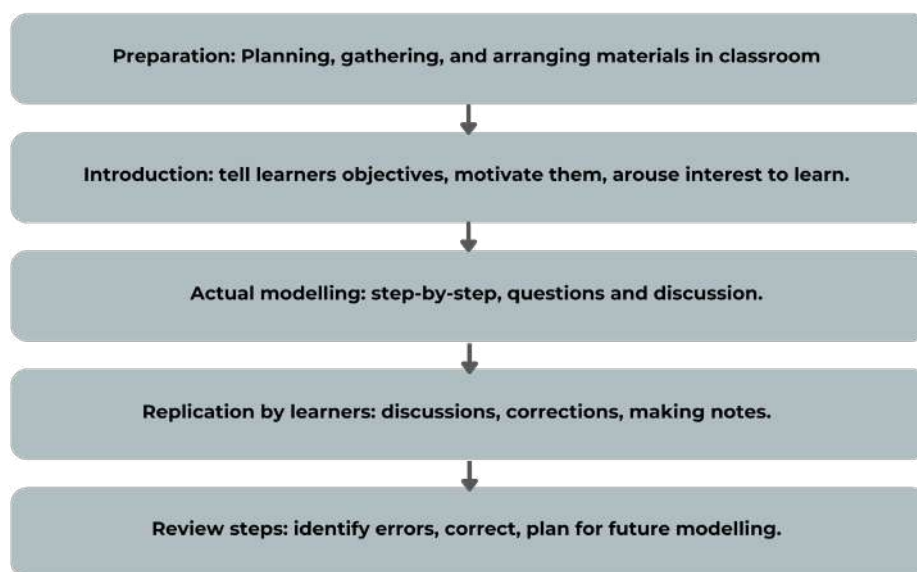 Preparation: Planning, gathering, and arranging materials in classroom
Introduction: tell learners objectives, motivate them, arouse interest to learn.
Actual modelling: step-by-step, questions and discussion.
Replication by learners: discussions, corrections, making notes.
Review steps: identify errors, correct, plan for future modelling.